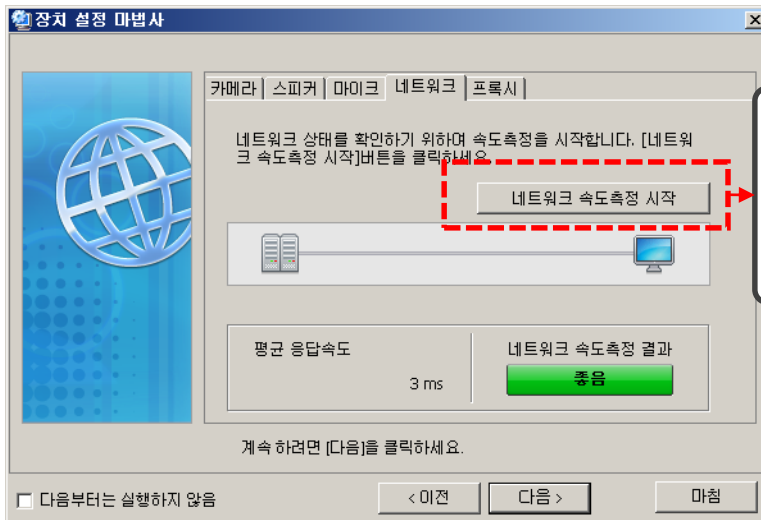 장치 설정 마법사
카메라 스피커 마이크 네트워크 프록시
네트워크 상태를 확인하기 위하여 속도측정을 시작합니다. [네트워
크 속도측정 시작]버튼을 클릭하세요.
네트워크 속도측정 시작
평균 응답속도
3 ms
네트워크 속도측정 결과
좋음
계속 하려면 [다음]을 클릭하세요.
다음부터는 실행하지 않음
< 이전
다음 >
마침